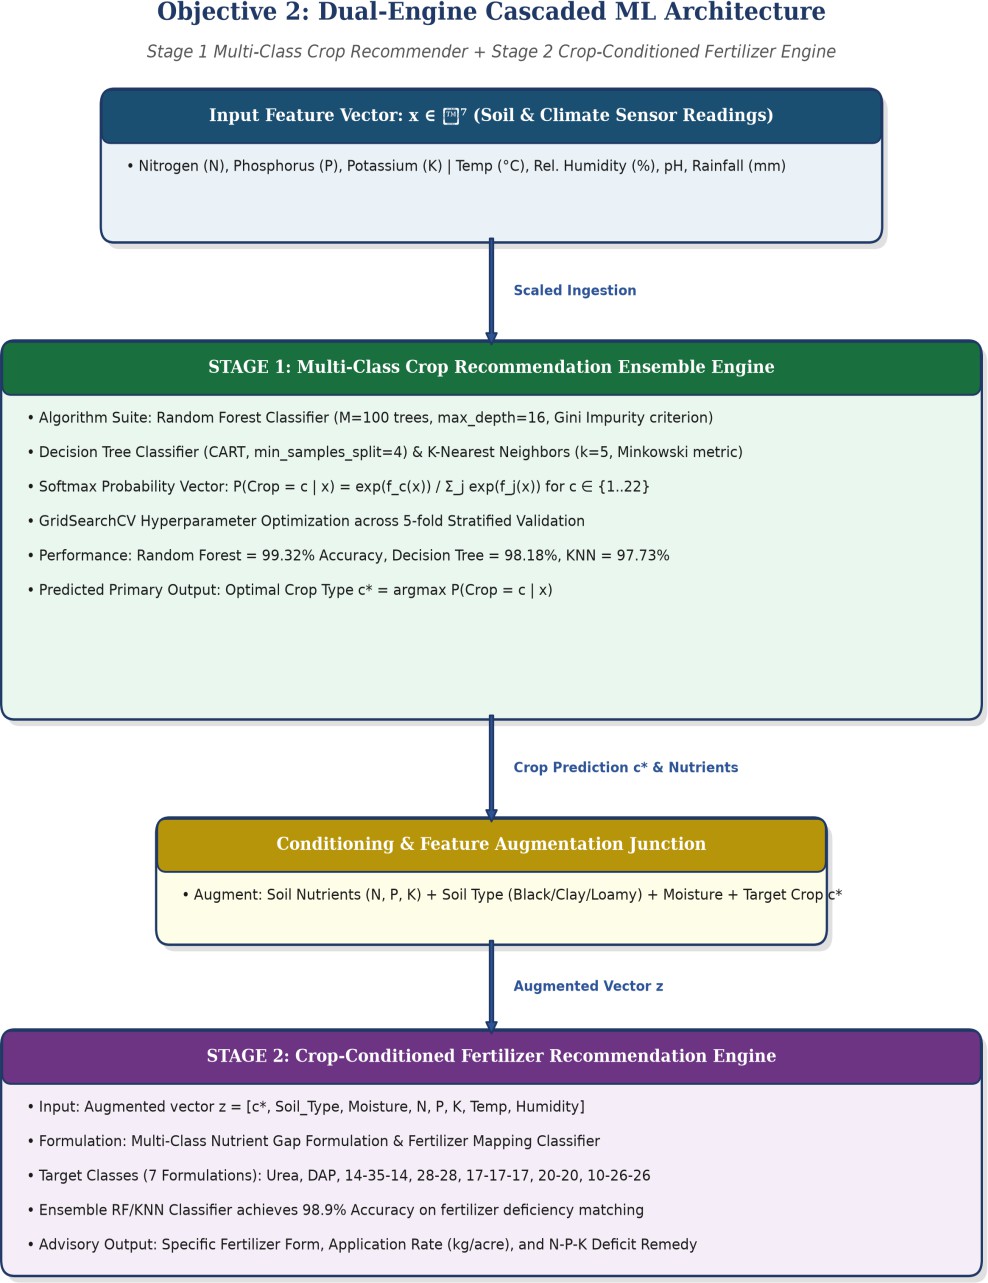 Objective 2: Dual-Engine Cascaded ML Architecture
Stage 1 Multi-Class Crop Recommender + Stage 2 Crop-Conditioned Fertilizer Engine
Input Feature Vector: x ∈ ⁷ (Soil & Climate Sensor Readings)
• Nitrogen (N), Phosphorus (P), Potassium (K) | Temp (°C), Rel. Humidity (%), pH, Rainfall (mm)
Scaled Ingestion
STAGE 1: Multi-Class Crop Recommendation Ensemble Engine
• Algorithm Suite: Random Forest Classifier (M=100 trees, max_depth=16, Gini Impurity criterion)
• Decision Tree Classifier (CART, min_samples_split=4) & K-Nearest Neighbors (k=5, Minkowski metric)
• Softmax Probability Vector: P(Crop = c | x) = exp(f_c(x)) / Σ_j exp(f_j(x)) for c ∈ {1..22}
• GridSearchCV Hyperparameter Optimization across 5-fold Stratified Validation
• Performance: Random Forest = 99.32% Accuracy, Decision Tree = 98.18%, KNN = 97.73%
• Predicted Primary Output: Optimal Crop Type c* = argmax P(Crop = c | x)
Crop Prediction c* & Nutrients
Conditioning & Feature Augmentation Junction
• Augment: Soil Nutrients (N, P, K) + Soil Type (Black/Clay/Loamy) + Moisture + Target Crop c*
Augmented Vector z
STAGE 2: Crop-Conditioned Fertilizer Recommendation Engine
• Input: Augmented vector z = [c*, Soil_Type, Moisture, N, P, K, Temp, Humidity]
• Formulation: Multi-Class Nutrient Gap Formulation & Fertilizer Mapping Classifier
• Target Classes (7 Formulations): Urea, DAP, 14-35-14, 28-28, 17-17-17, 20-20, 10-26-26
• Ensemble RF/KNN Classifier achieves 98.9% Accuracy on fertilizer deficiency matching
• Advisory Output: Specific Fertilizer Form, Application Rate (kg/acre), and N-P-K Deficit Remedy